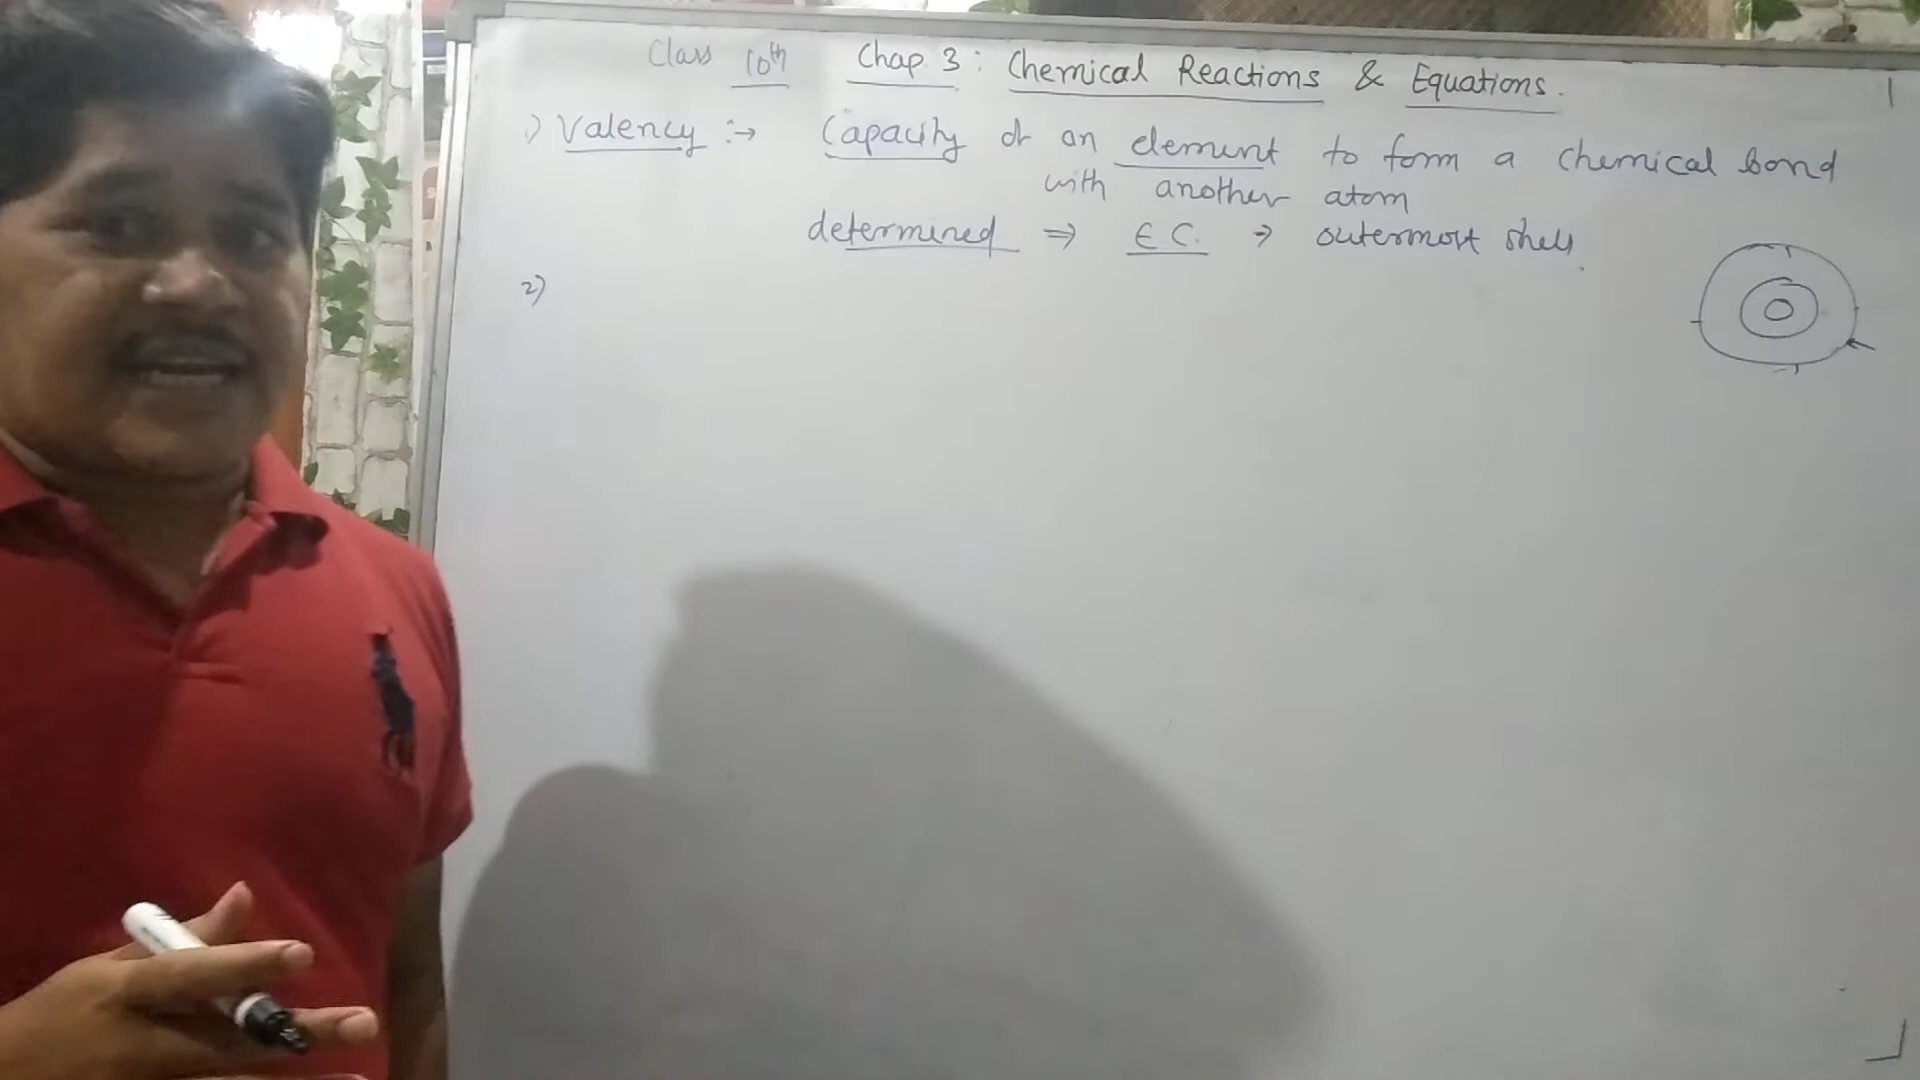 Class 10th Chap. 3 : Chemical Reactions & Equations. 1
1) Valency :→ Capacity of an element to form a chemical bond
with another atom
determined ⇒ E C. → outermost shell.
2)